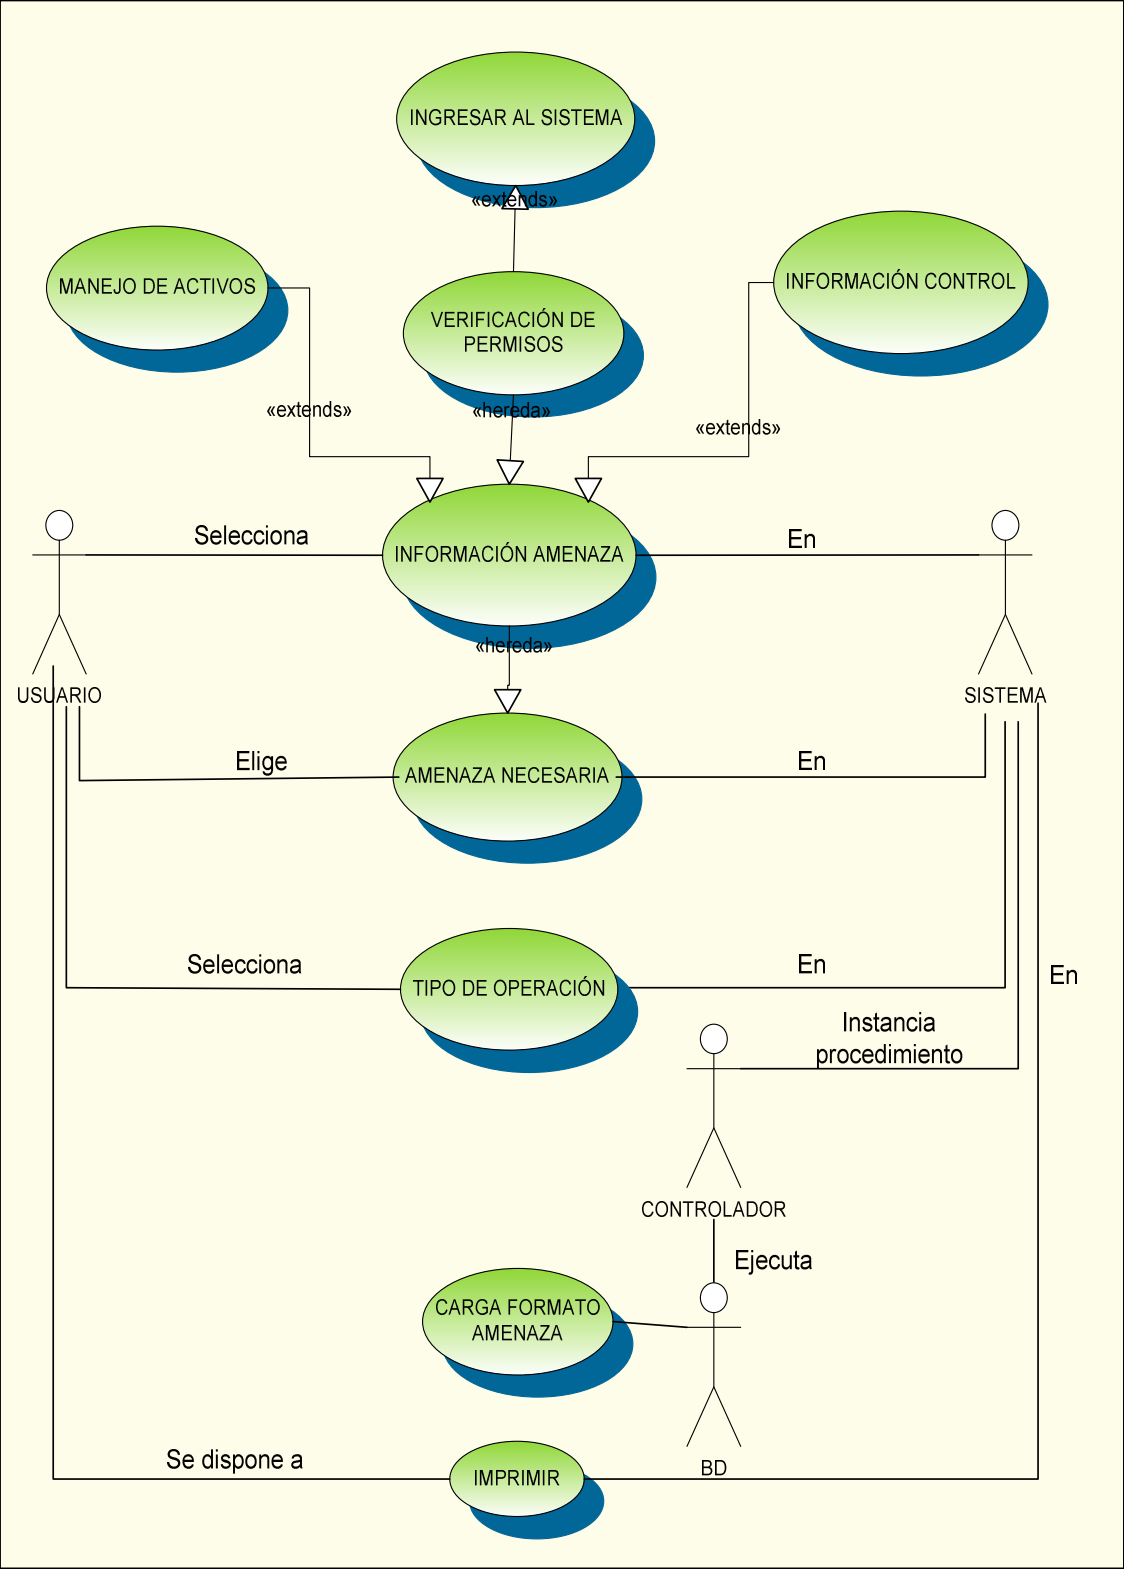 INGRESAR AL SISTEMA
«extends»
MANEJO DE ACTIVOS
VERIFICACIÓN DE
PERMISOS
INFORMACIÓN CONTROL
«extends»
«hereda»
«extends»
Selecciona
INFORMACIÓN AMENAZA
En
«hereda»
USUARIO
SISTEMA
Elige
AMENAZA NECESARIA
En
Selecciona
TIPO DE OPERACIÓN
En
En
Instancia
procedimiento
CONTROLADOR
Ejecuta
CARGA FORMATO
AMENAZA
Se dispone a
IMPRIMIR
BD